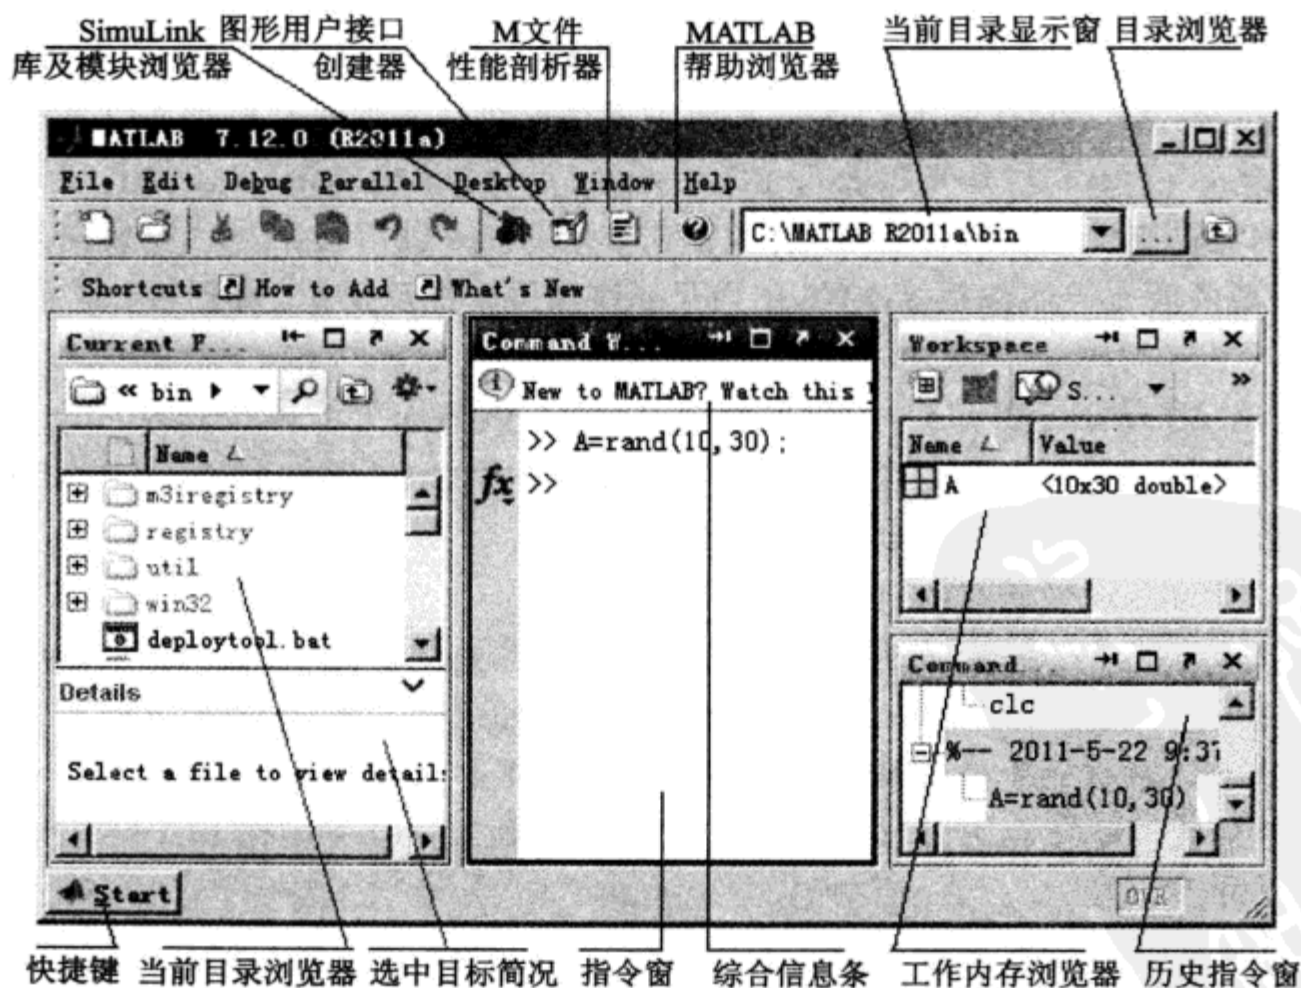 SimuLink 图形用户接口 M文件 MATLAB 当前目录显示窗 目录浏览器
库及模块浏览器 创建器 性能剖析器 帮助浏览器
MATLAB 7.12.0 (R2011a)
File Edit Debug Parallel Desktop Window Help
C:\MATLAB R2011a\bin ...
Shortcuts How to Add What's New
Current F... Command W... Workspace
« bin
New to MATLAB? Watch this
S... »
Name
>> A=rand(10,30);
Name Value
m3iregistry
fx >>
A <10x30 double>
registry
util
win32
deploytool.bat
Command ...
Details
clc
%-- 2011-5-22 9:37
Select a file to view details
A=rand(10,30)
Start
OVR
快捷键 当前目录浏览器 选中目标简况 指令窗 综合信息条 工作内存浏览器 历史指令窗